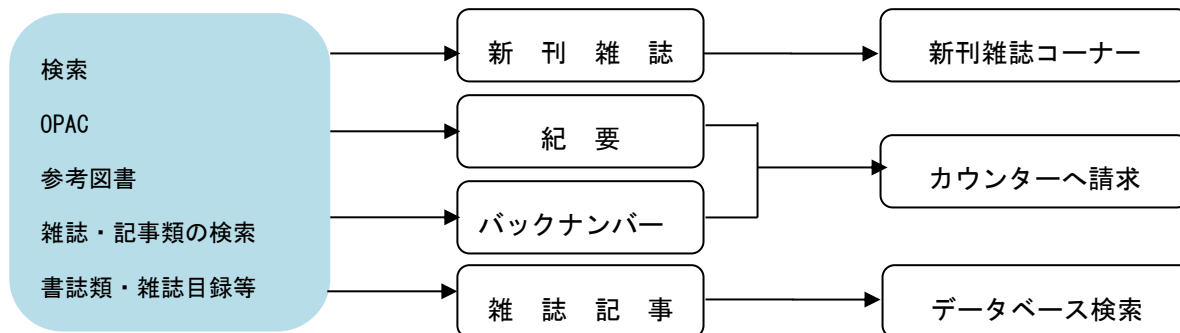 検索
OPAC
参考図書
雑誌・記事類の検索
書誌類・雑誌目録等
新 刊 雑 誌
紀 要
バックナンバー
雑 誌 記 事
新刊雑誌コーナー
カウンターへ請求
データベース検索